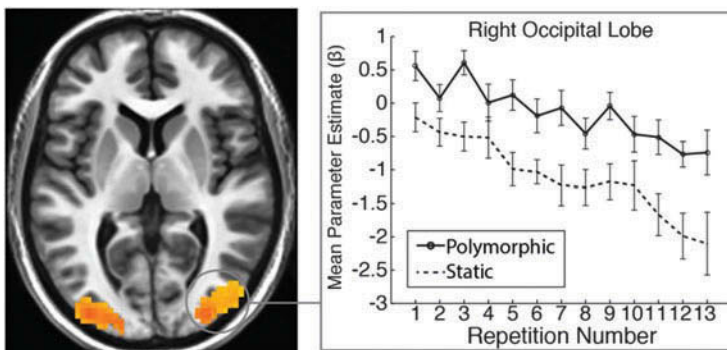 Right Occipital Lobe
Mean Parameter Estimate (β)
1
0.5
0
-0.5
-1
-1.5
-2
-2.5
-3
Polymorphic
Static
1 2 3 4 5 6 7 8 9 10 11 12 13
Repetition Number